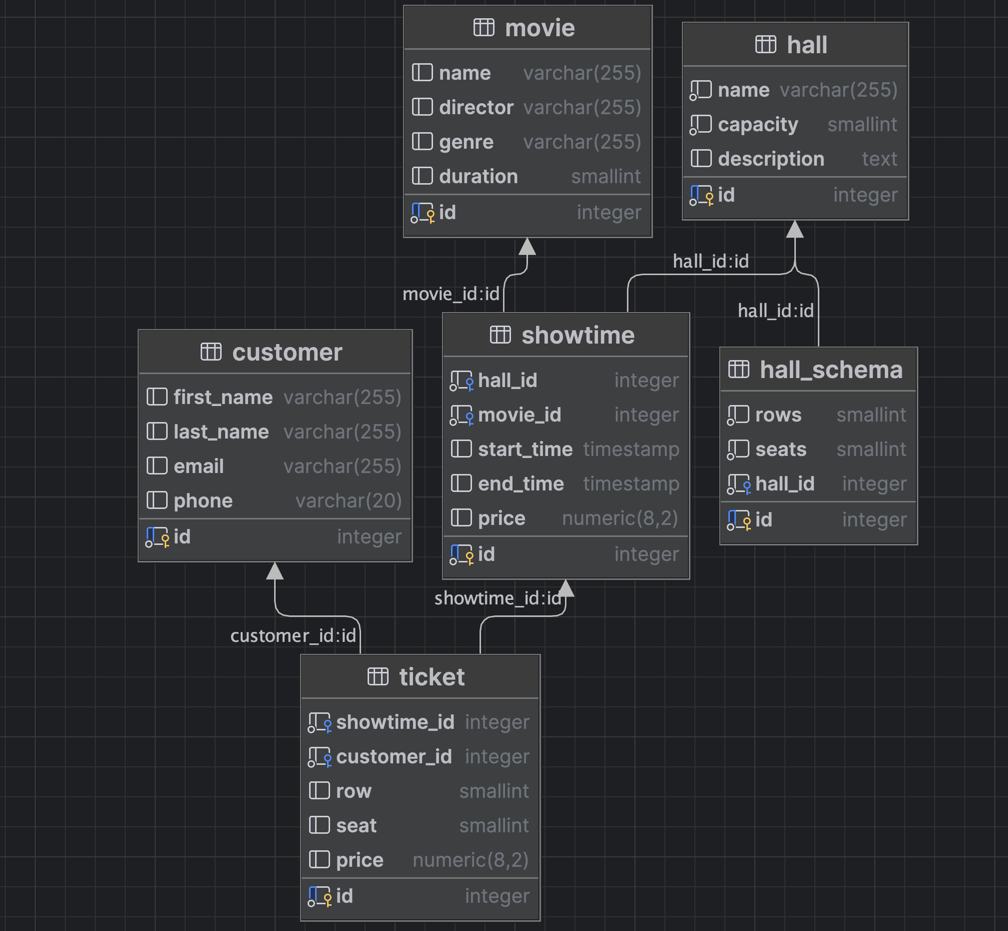 movie
name varchar(255)
director varchar(255)
genre varchar(255)
duration smallint
id integer
hall
name varchar(255)
capacity smallint
description text
id integer
movie_id:id
hall_id:id
hall_id:id
customer
first_name varchar(255)
last_name varchar(255)
email varchar(255)
phone varchar(20)
id integer
showtime
hall_id integer
movie_id integer
start_time timestamp
end_time timestamp
price numeric(8,2)
id integer
hall_schema
rows smallint
seats smallint
hall_id integer
id integer
customer_id:id
showtime_id:id
ticket
showtime_id integer
customer_id integer
row smallint
seat smallint
price numeric(8,2)
id integer